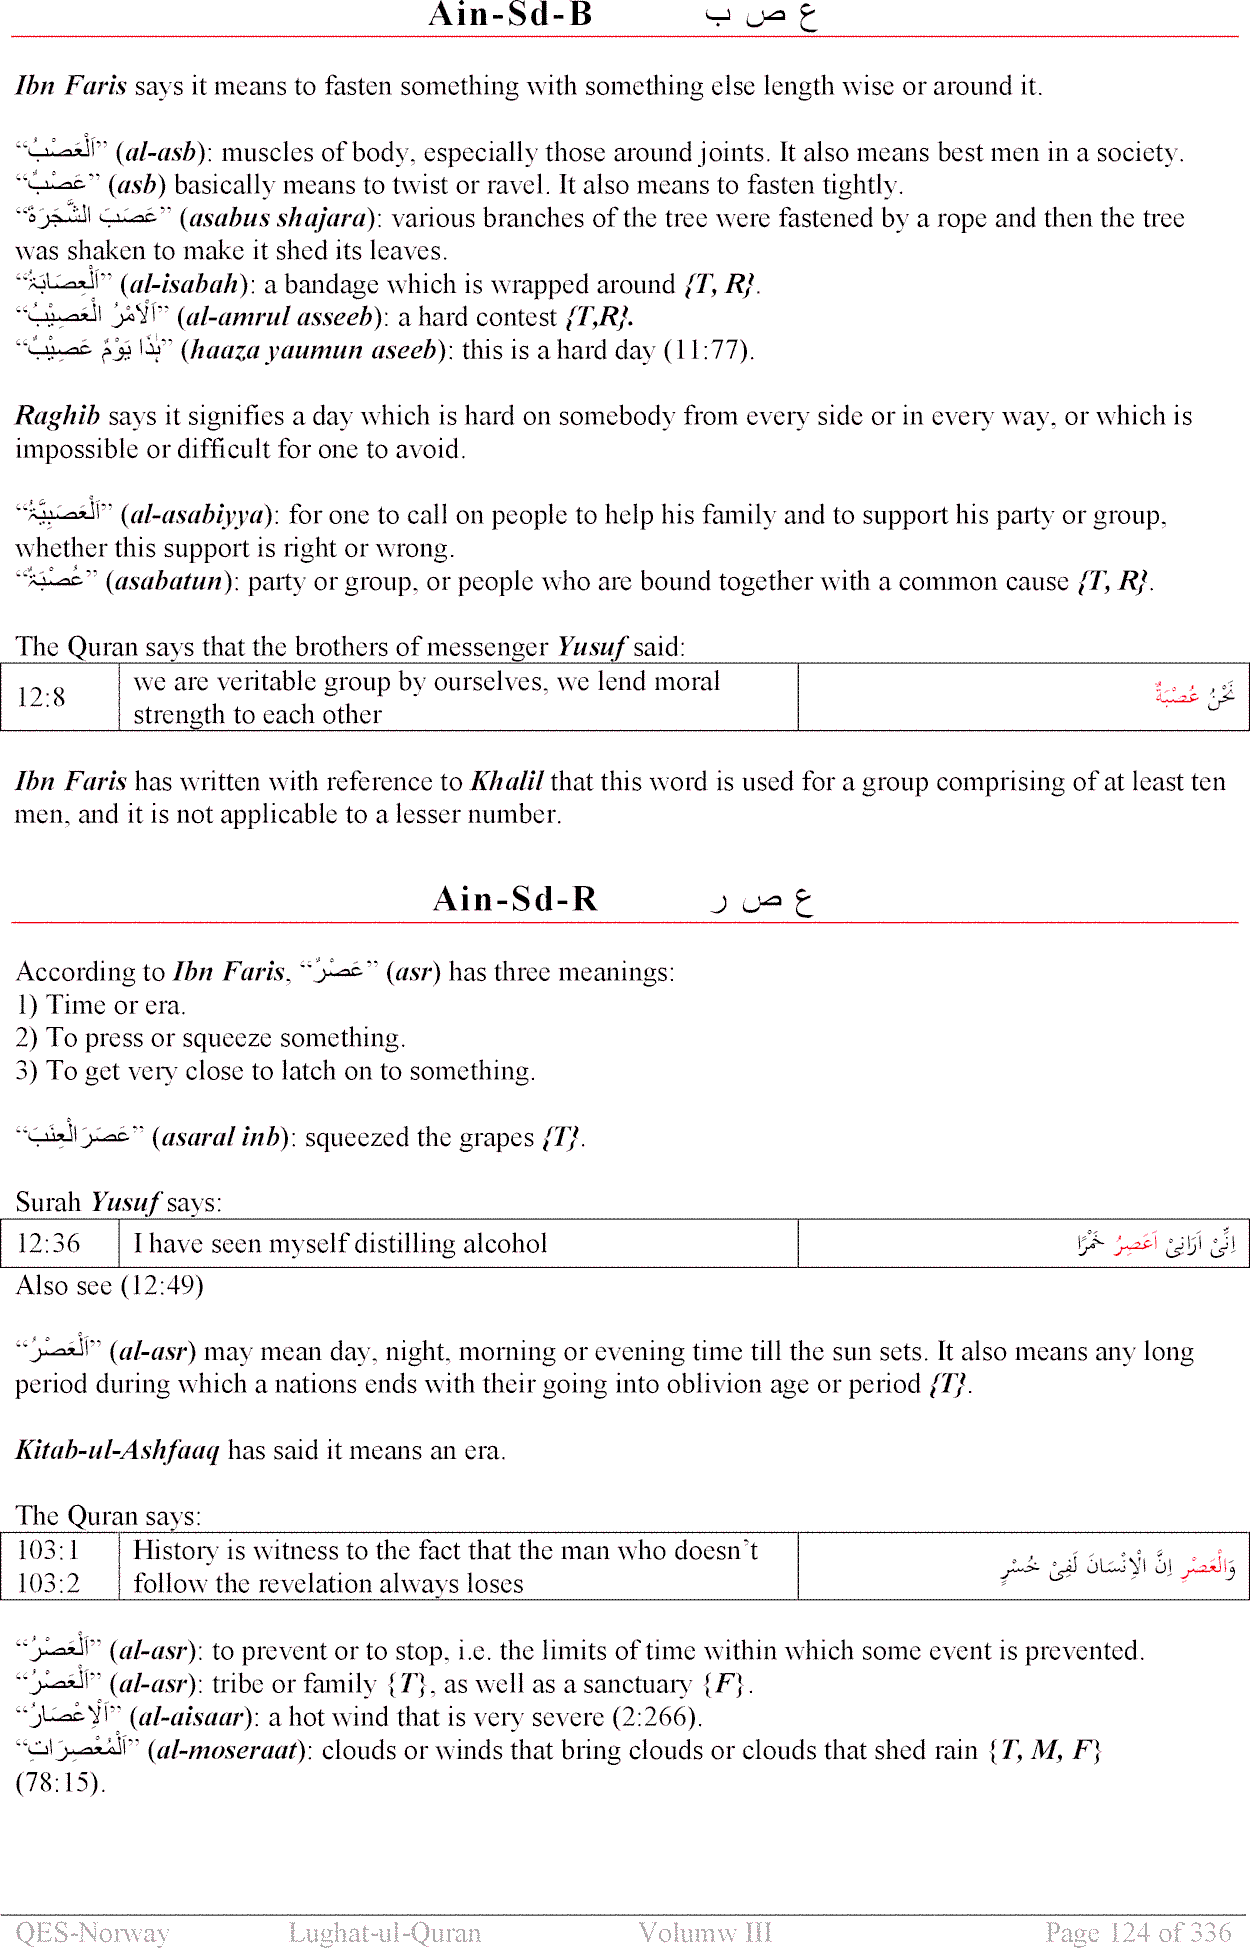 Ain-Sd-B ع ص ب
Ibn Faris says it means to fasten something with something else length wise or around it.
“اَلْعَصْبُ” (al-asb): muscles of body, especially those around joints. It also means best men in a society.
“عَصْبٌ” (asb) basically means to twist or ravel. It also means to fasten tightly.
“عَصَبَ الشَّجَرَةَ” (asabus shajara): various branches of the tree were fastened by a rope and then the tree
was shaken to make it shed its leaves.
“اَلْعِصَابَۃُ” (al-isabah): a bandage which is wrapped around {T, R}.
“اَلْاَمْرُ الْعَصِیْبُ” (al-amrul asseeb): a hard contest {T,R}.
“ہٰذَا یَوْمٌ عَصِیْبٌ” (haaza yaumun aseeb): this is a hard day (11:77).
Raghib says it signifies a day which is hard on somebody from every side or in every way, or which is
impossible or difficult for one to avoid.
“اَلْعَصَبِیَّۃُ” (al-asabiyya): for one to call on people to help his family and to support his party or group,
whether this support is right or wrong.
“عُصْبَۃٌ” (asabatun): party or group, or people who are bound together with a common cause {T, R}.
The Quran says that the brothers of messenger Yusuf said:
12:8 we are veritable group by ourselves, we lend moral نَحْنُ عُصْبَةٌ
strength to each other
Ibn Faris has written with reference to Khalil that this word is used for a group comprising of at least ten
men, and it is not applicable to a lesser number.
Ain-Sd-R ع ص ر
According to Ibn Faris, “عَصْرٌ” (asr) has three meanings:
1) Time or era.
2) To press or squeeze something.
3) To get very close to latch on to something.
“عَصَرَ الْعِنَبَ” (asaral inb): squeezed the grapes {T}.
Surah Yusuf says:
12:36 I have seen myself distilling alcohol اِنِّیْ اَرَانِیْ اَعَصِرُ خَمْرًا
Also see (12:49)
“اَلْعَصْرُ” (al-asr) may mean day, night, morning or evening time till the sun sets. It also means any long
period during which a nations ends with their going into oblivion age or period {T}.
Kitab-ul-Ashfaaq has said it means an era.
The Quran says:
103:1 History is witness to the fact that the man who doesn’t وَالْعَصْرِ اِنَّ الْاِنْسَانَ لَفِیْ خُسْرٍ
103:2 follow the revelation always loses
“اَلْعَصْرُ” (al-asr): to prevent or to stop, i.e. the limits of time within which some event is prevented.
“اَلْعَصْرُ” (al-asr): tribe or family {T}, as well as a sanctuary {F}.
“اَلْاِعْصَارُ” (al-aisaar): a hot wind that is very severe (2:266).
“اَلْمُعْصِرَاتِ” (al-moseraat): clouds or winds that bring clouds or clouds that shed rain {T, M, F}
(78:15).
QES-Norway Lughat-ul-Quran Volumw III Page 124 of 336